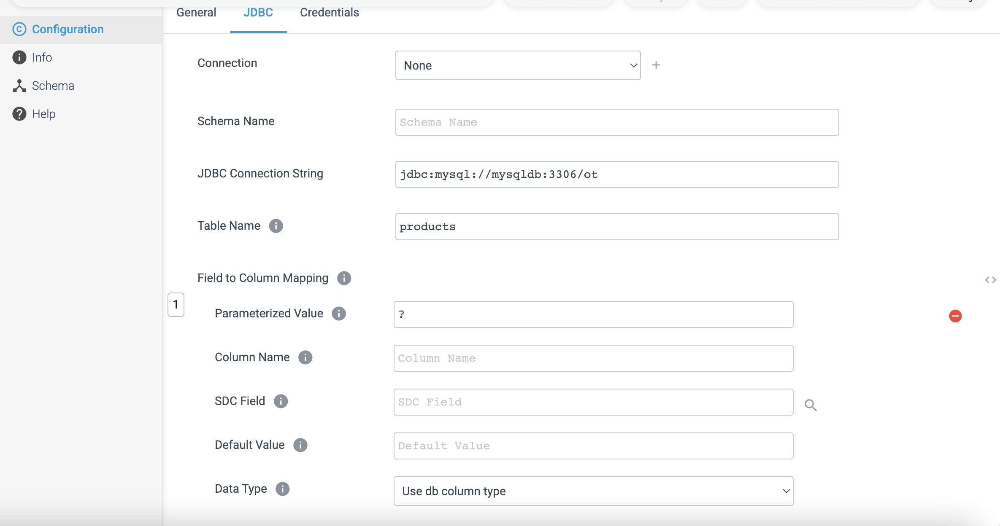 General JDBC Credentials
Configuration
Info
Schema
Help
Connection
None
Schema Name
Schema Name
JDBC Connection String
jdbc:mysql://mysqldb:3306/ot
Table Name
products
Field to Column Mapping
1
Parameterized Value
?
Column Name
Column Name
SDC Field
SDC Field
Default Value
Default Value
Data Type
Use db column type